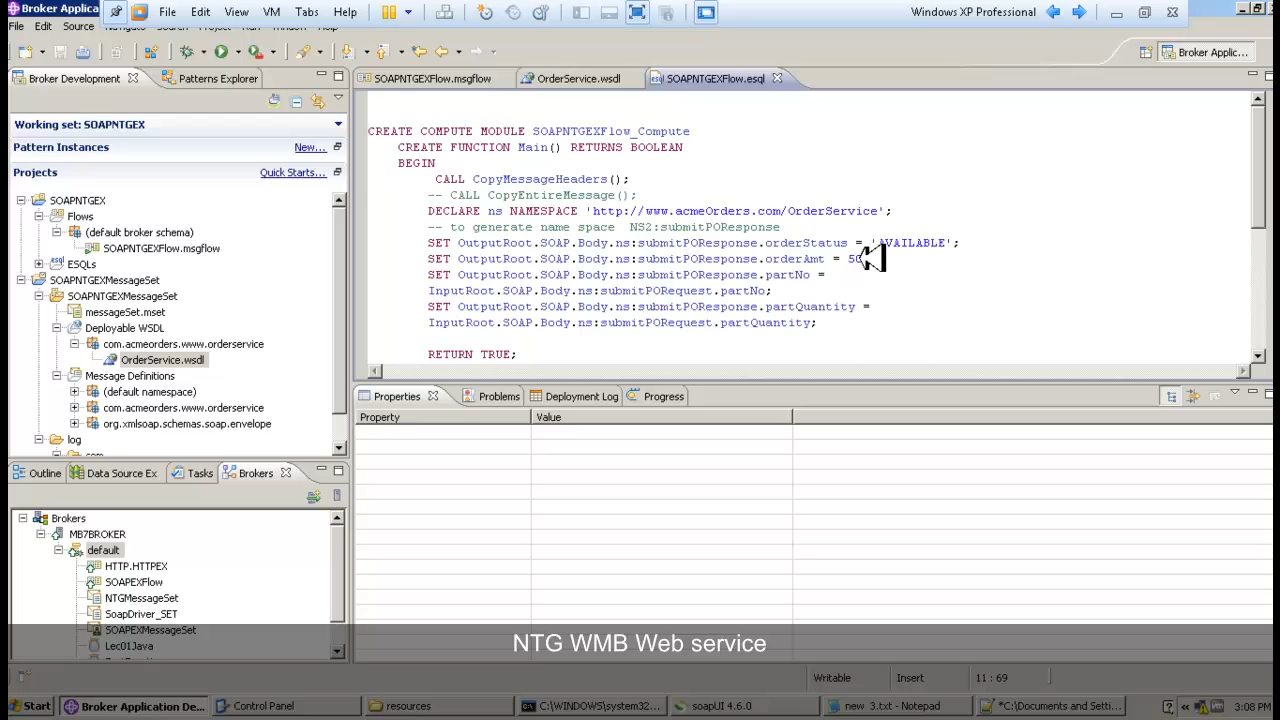 Broker Applica
File Edit View VM Tabs Help
Windows XP Professional
File Edit Source Navigate Search Project Run Window Help
Broker Applic...
Broker Development
Patterns Explorer
SOAPNTGEXFlow.msgflow
OrderService.wsdl
SOAPNTGEXFlow.esql
Working set: SOAPNTGEX
Pattern Instances
New...
Projects
Quick Starts...
SOAPNTGEX
Flows
(default broker schema)
SOAPNTGEXFlow.msgflow
ESQLs
SOAPNTGEXMessageSet
SOAPNTGEXMessageSet
messageSet.mset
Deployable WSDL
com.acmeorders.www.orderservice
OrderService.wsdl
Message Definitions
(default namespace)
com.acmeorders.www.orderservice
org.xmlsoap.schemas.soap.envelope
log
CREATE COMPUTE MODULE SOAPNTGEXFlow_Compute
CREATE FUNCTION Main() RETURNS BOOLEAN
BEGIN
CALL CopyMessageHeaders();
-- CALL CopyEntireMessage();
DECLARE ns NAMESPACE 'http://www.acmeOrders.com/OrderService';
-- to generate name space  NS2:submitPOResponse
SET OutputRoot.SOAP.Body.ns:submitPOResponse.orderStatus = 'AVAILABLE';
SET OutputRoot.SOAP.Body.ns:submitPOResponse.orderAmt = 50
SET OutputRoot.SOAP.Body.ns:submitPOResponse.partNo =
InputRoot.SOAP.Body.ns:submitPORequest.partNo;
SET OutputRoot.SOAP.Body.ns:submitPOResponse.partQuantity =
InputRoot.SOAP.Body.ns:submitPORequest.partQuantity;
RETURN TRUE;
Properties
Problems
Deployment Log
Progress
Property
Value
Outline
Data Source Ex
Tasks
Brokers
Brokers
MB7BROKER
default
HTTP.HTTPEX
SOAPEXFlow
NTGMessageSet
SoapDriver_SET
SOAPEXMessageSet
Lec01Java
NTG WMB Web service
Writable
Insert
11 : 69
Start
Broker Application De...
Control Panel
resources
C:\WINDOWS\system32...
soapUI 4.6.0
new 3.txt - Notepad
*C:\Documents and Setti...
3:08 PM